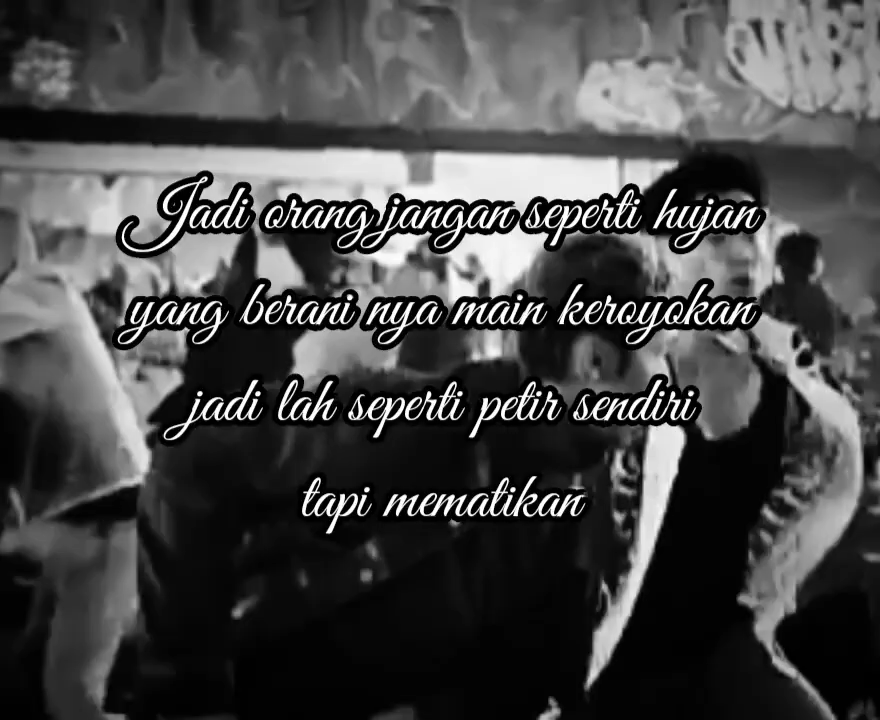 Jadi orang jangan seperti hujan
yang berani nya main keroyokan
jadi lah seperti petir sendiri
tapi mematikan